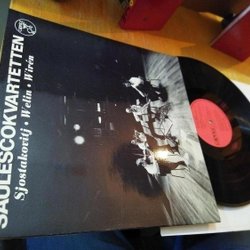 SAULESCOKVARTETTEN
Sjostakovitj · Welin · Wirén